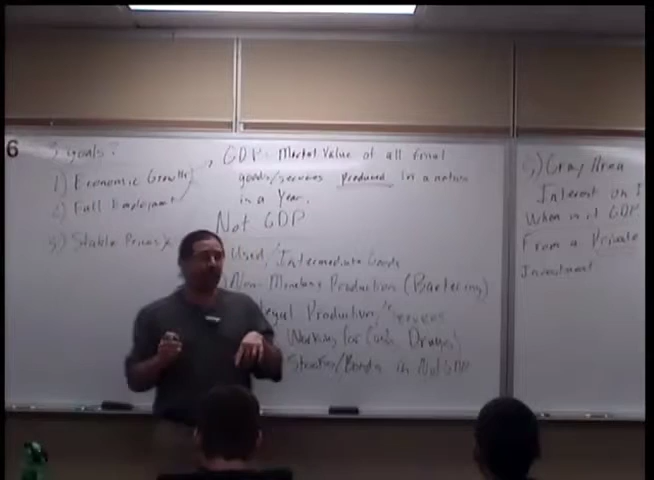 6
3 goals?
1) Economic Growth
2) Full Employment
3) Stable Prices
GDP: Market Value of all final
goods/services produced for a nation
in a Year.
Not GDP
Used/Intermediate Goods
Non-Monetary Production (Bartering)
Illegal Production/Services
Working for Cash Drugs
Stocks/Bonds Not GDP
5) Gray Area
Interest on
When is it GDP
From a Private
Investment